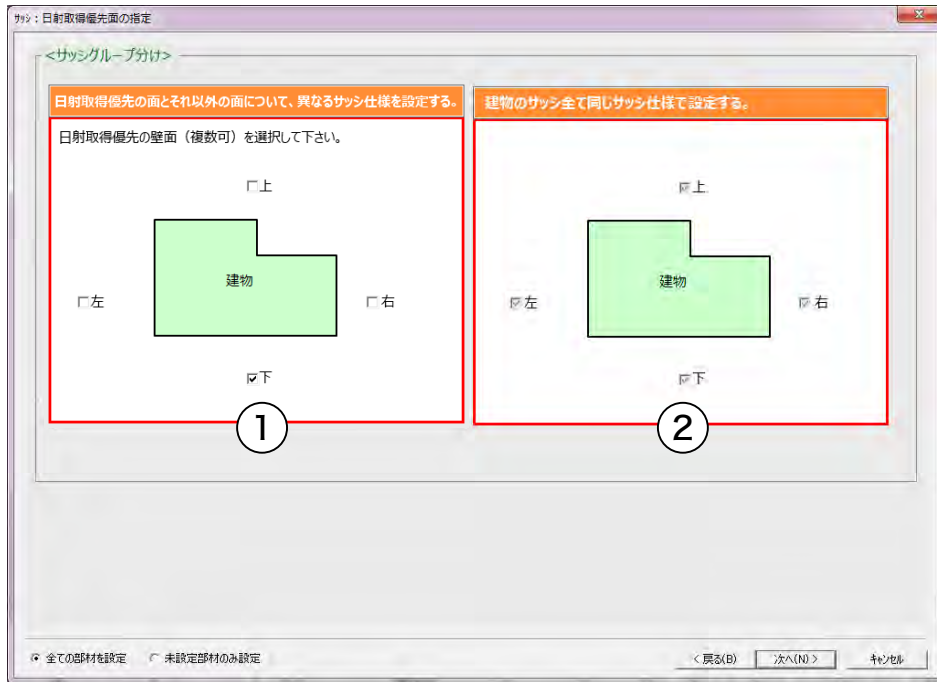 ｻｯｼ：日射取得優先面の指定
<サッシグループ分け>
日射取得優先の面とそれ以外の面について、異なるサッシ仕様を設定する。
日射取得優先の壁面（複数可）を選択して下さい。
上
建物
左
右
下
1
建物のサッシ全て同じサッシ仕様で設定する。
上
建物
左
右
下
2
全ての部材を設定
未設定部材のみ設定
< 戻る(B)
次へ(N) >
ｷｬﾝｾﾙ